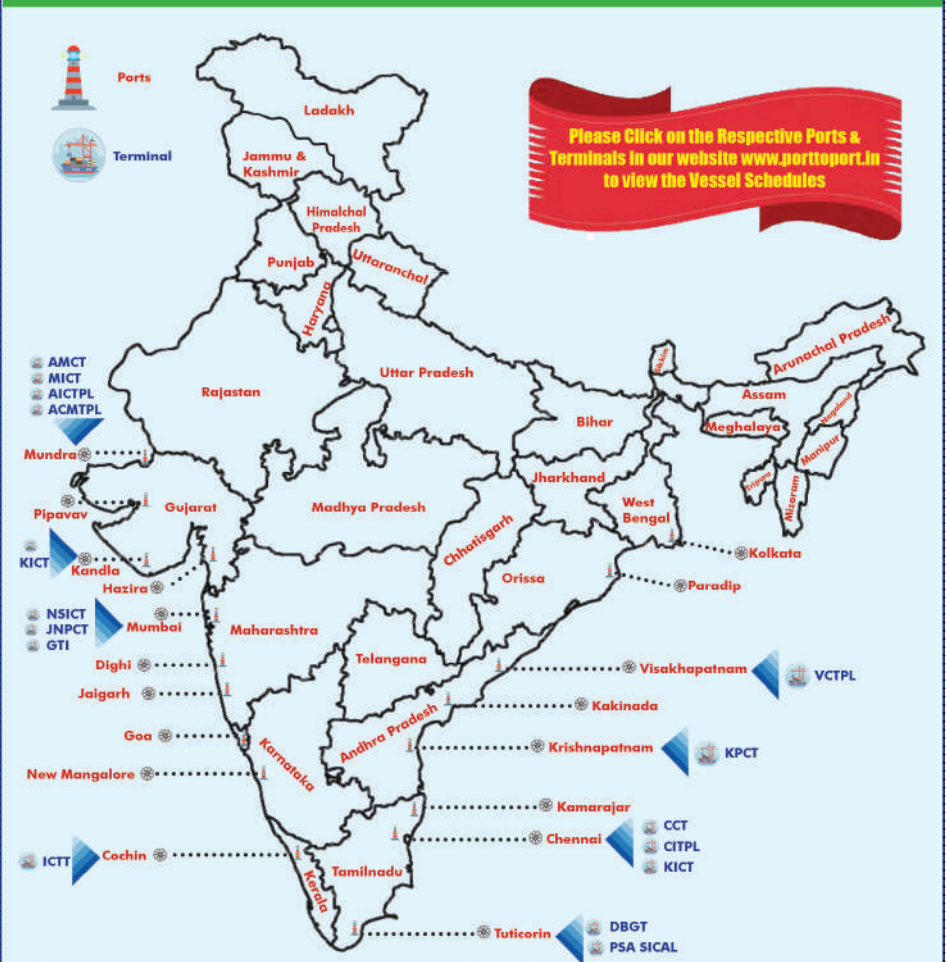 Ports
Terminal
Please Click on the Respective Ports &
Terminals in our website www.porttoport.in
to view the Vessel Schedules
Ladakh
Jammu &
Kashmir
Himalchal
Pradesh
Punjab
Uttaranchal
Haryana
Rajastan
Uttar Pradesh
Sikkim
Arunachal Pradesh
Assam
Nagaland
Meghalaya
Manipur
Tripura
Mizoram
Bihar
Jharkhand
West
Bengal
Gujarat
Madhya Pradesh
Chhatisgarh
Orissa
Maharashtra
Telangana
Andhra Pradesh
Karnataka
Tamilnadu
Kerala
AMCT
MICT
AICTPL
ACMTPL
Mundra
Pipavav
KICT
Kandla
Hazira
NSICT
JNPCT
GTI
Mumbai
Dighi
Jaigarh
Goa
New Mangalore
ICTT
Cochin
Kolkata
Paradip
Visakhapatnam
VCTPL
Kakinada
Krishnapatnam
KPCT
Kamarajar
Chennai
CCT
CITPL
KICT
Tuticorin
DBGT
PSA SICAL